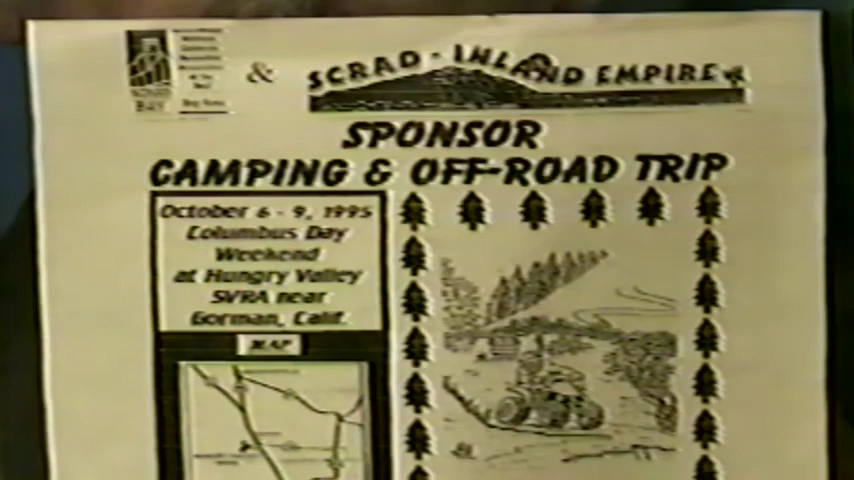 & SCRAD - INLAND EMPIRE
SPONSOR
CAMPING & OFF-ROAD TRIP
October 6 - 9, 1995
Columbus Day
Weekend
at Hungry Valley
SVRA near
Gorman, Calif.
MAP
BAY